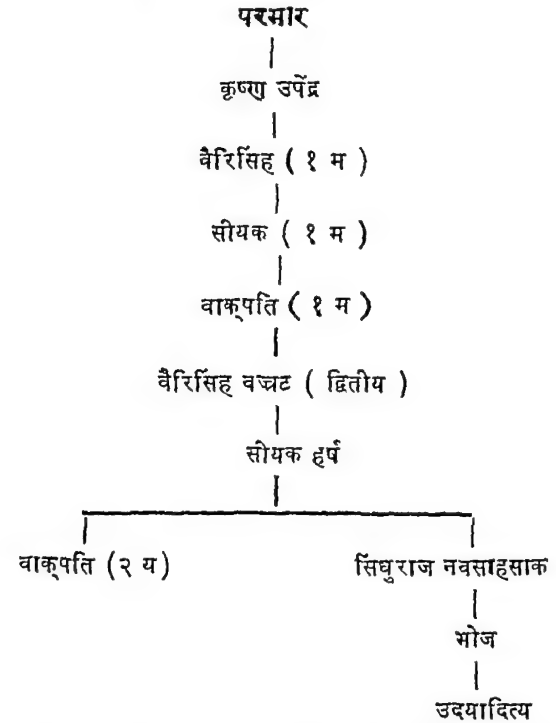 परमार
कृष्ण उपेंद्र
वैरिसिंह ( १ म )
सीयक ( १ म )
वाक्पति ( १ म )
वैरिसिंह वज्रट ( द्वितीय )
सीयक हर्ष
वाक्पति (२ य) सिंघुराज नवसाहसाक
भोज
उदयादित्य